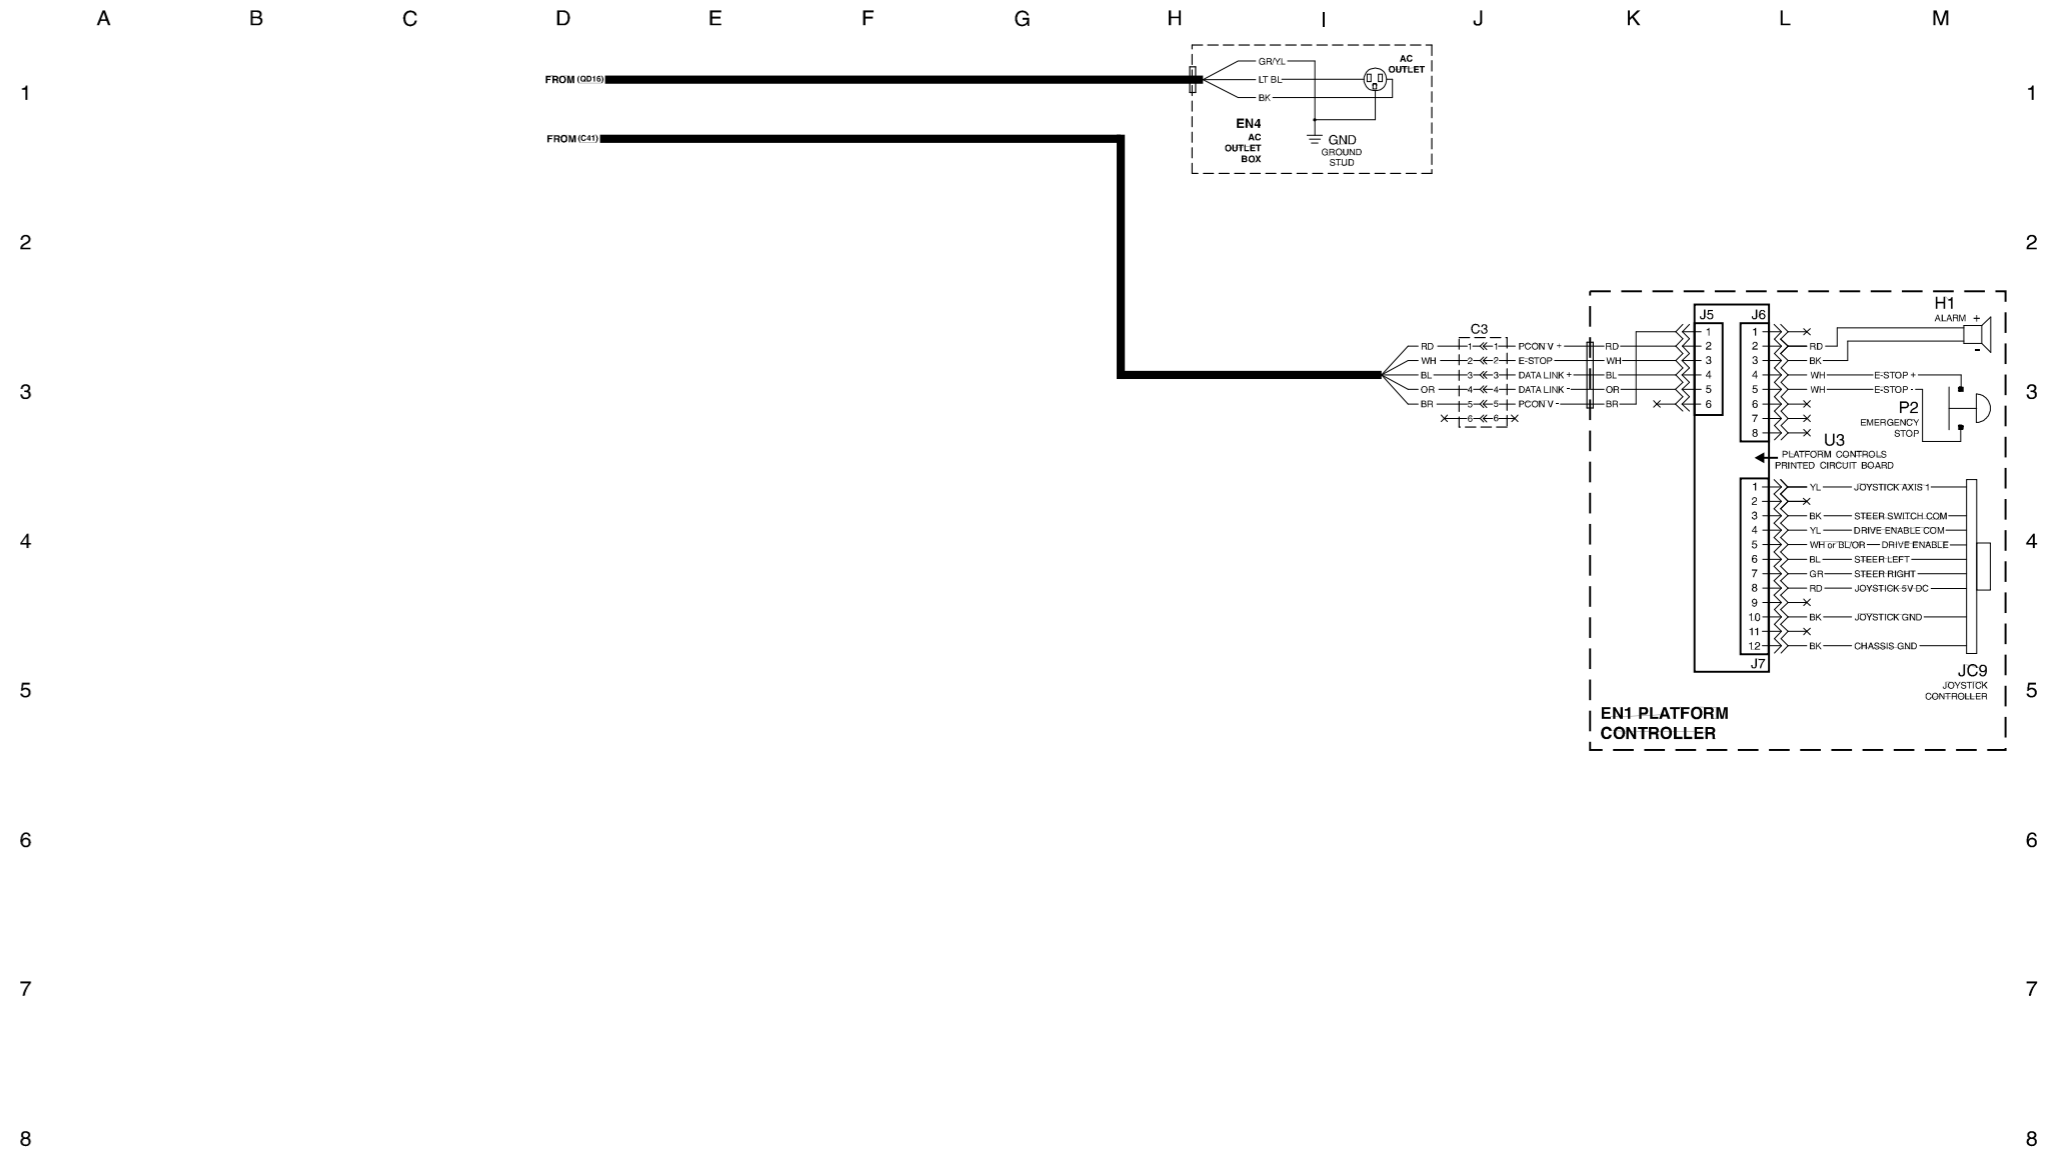 A B C D E F G H I J K L M
1 1
2 2
3 3
4 4
5 5
6 6
7 7
8 8
FROM (QD16)
GR/YL
LT BL
BK
AC
OUTLET
EN4
AC
OUTLET
BOX
GND
GROUND
STUD
FROM (C41)
C3
RD 1 1 PCON V + RD
WH 2 2 E-STOP WH
BL 3 3 DATA LINK + BL
OR 4 4 DATA LINK - OR
BR 5 5 PCON V - BR
6 6
J5
1
2
3
4
5
6
J6
1
2 RD
3 BK
4 WH E-STOP +
5 WH E-STOP -
6
7
8
H1
ALARM +
-
P2
EMERGENCY
STOP
U3
PLATFORM CONTROLS
PRINTED CIRCUIT BOARD
1 YL JOYSTICK AXIS 1
2
3 BK STEER SWITCH COM
4 YL DRIVE ENABLE COM
5 WH or BL/OR DRIVE ENABLE
6 BL STEER LEFT
7 GR STEER RIGHT
8 RD JOYSTICK 5V DC
9
10 BK JOYSTICK GND
11
12 BK CHASSIS GND
J7
JC9
JOYSTICK
CONTROLLER
EN1 PLATFORM
CONTROLLER